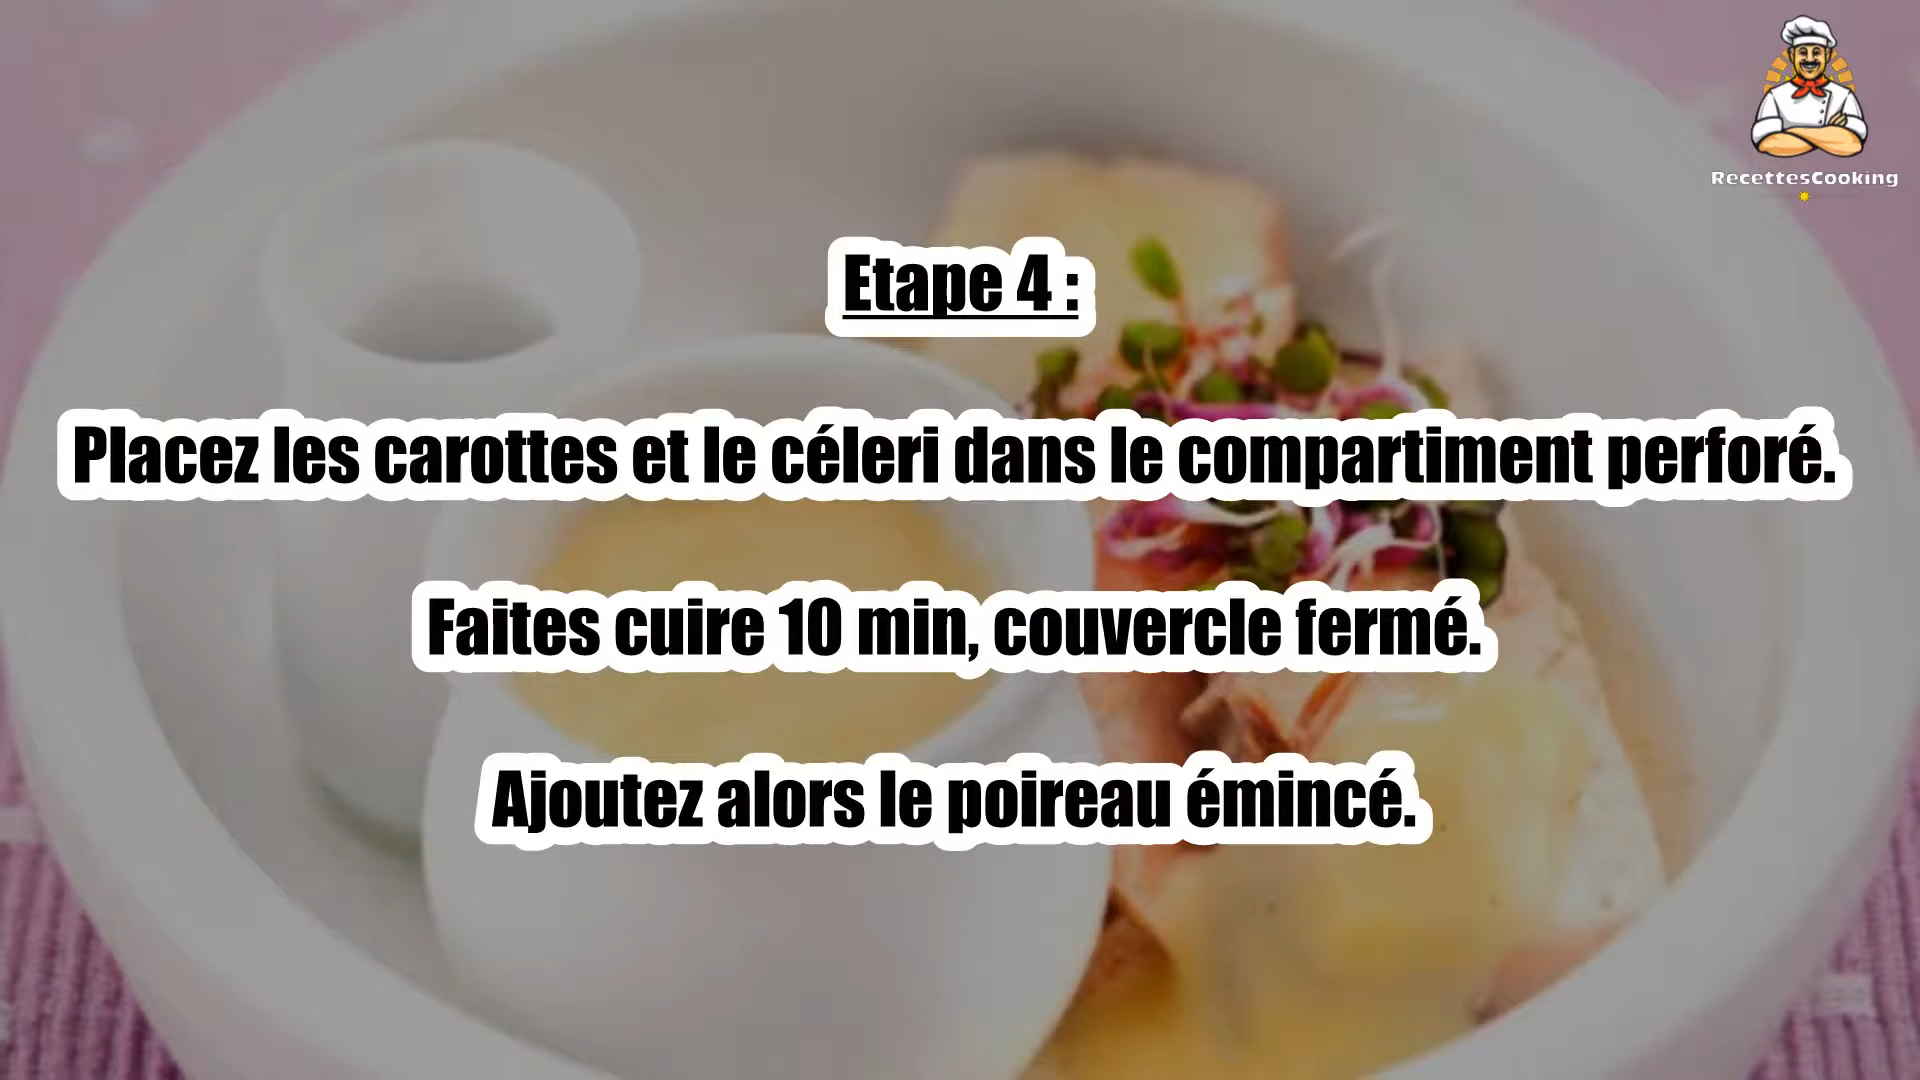 RecettesCooking
Etape 4 :
Placez les carottes et le céleri dans le compartiment perforé.
Faites cuire 10 min, couvercle fermé.
Ajoutez alors le poireau émincé.